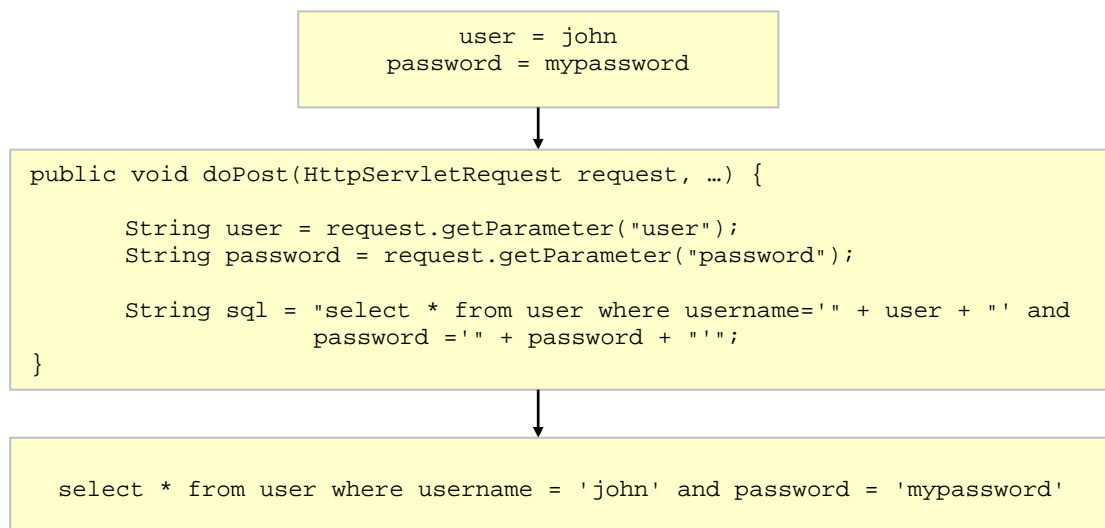 user = john
password = mypassword
public void doPost(HttpServletRequest request, …) {
String user = request.getParameter("user");
String password = request.getParameter("password");
String sql = "select * from user where username='" + user + "' and
password ='" + password + "'";
}
select * from user where username = 'john' and password = 'mypassword'